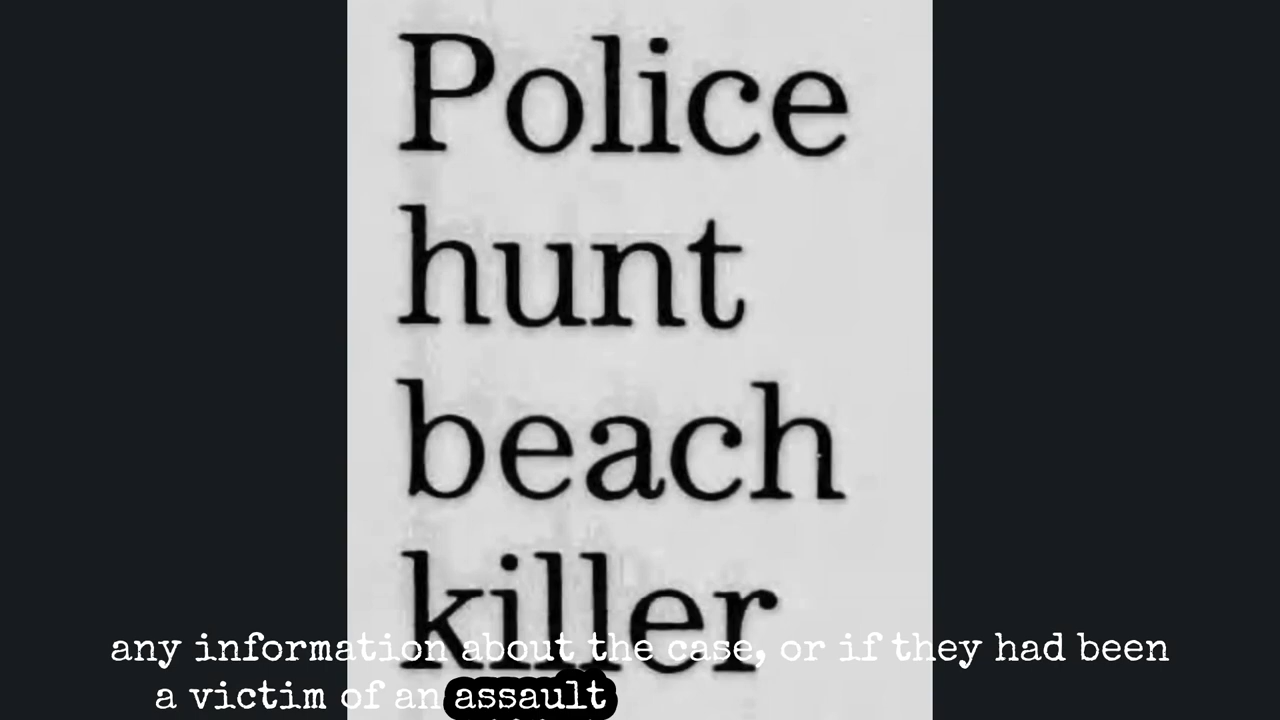 Police
hunt
beach
killer
any information about the case, or if they had been
a victim of an assault